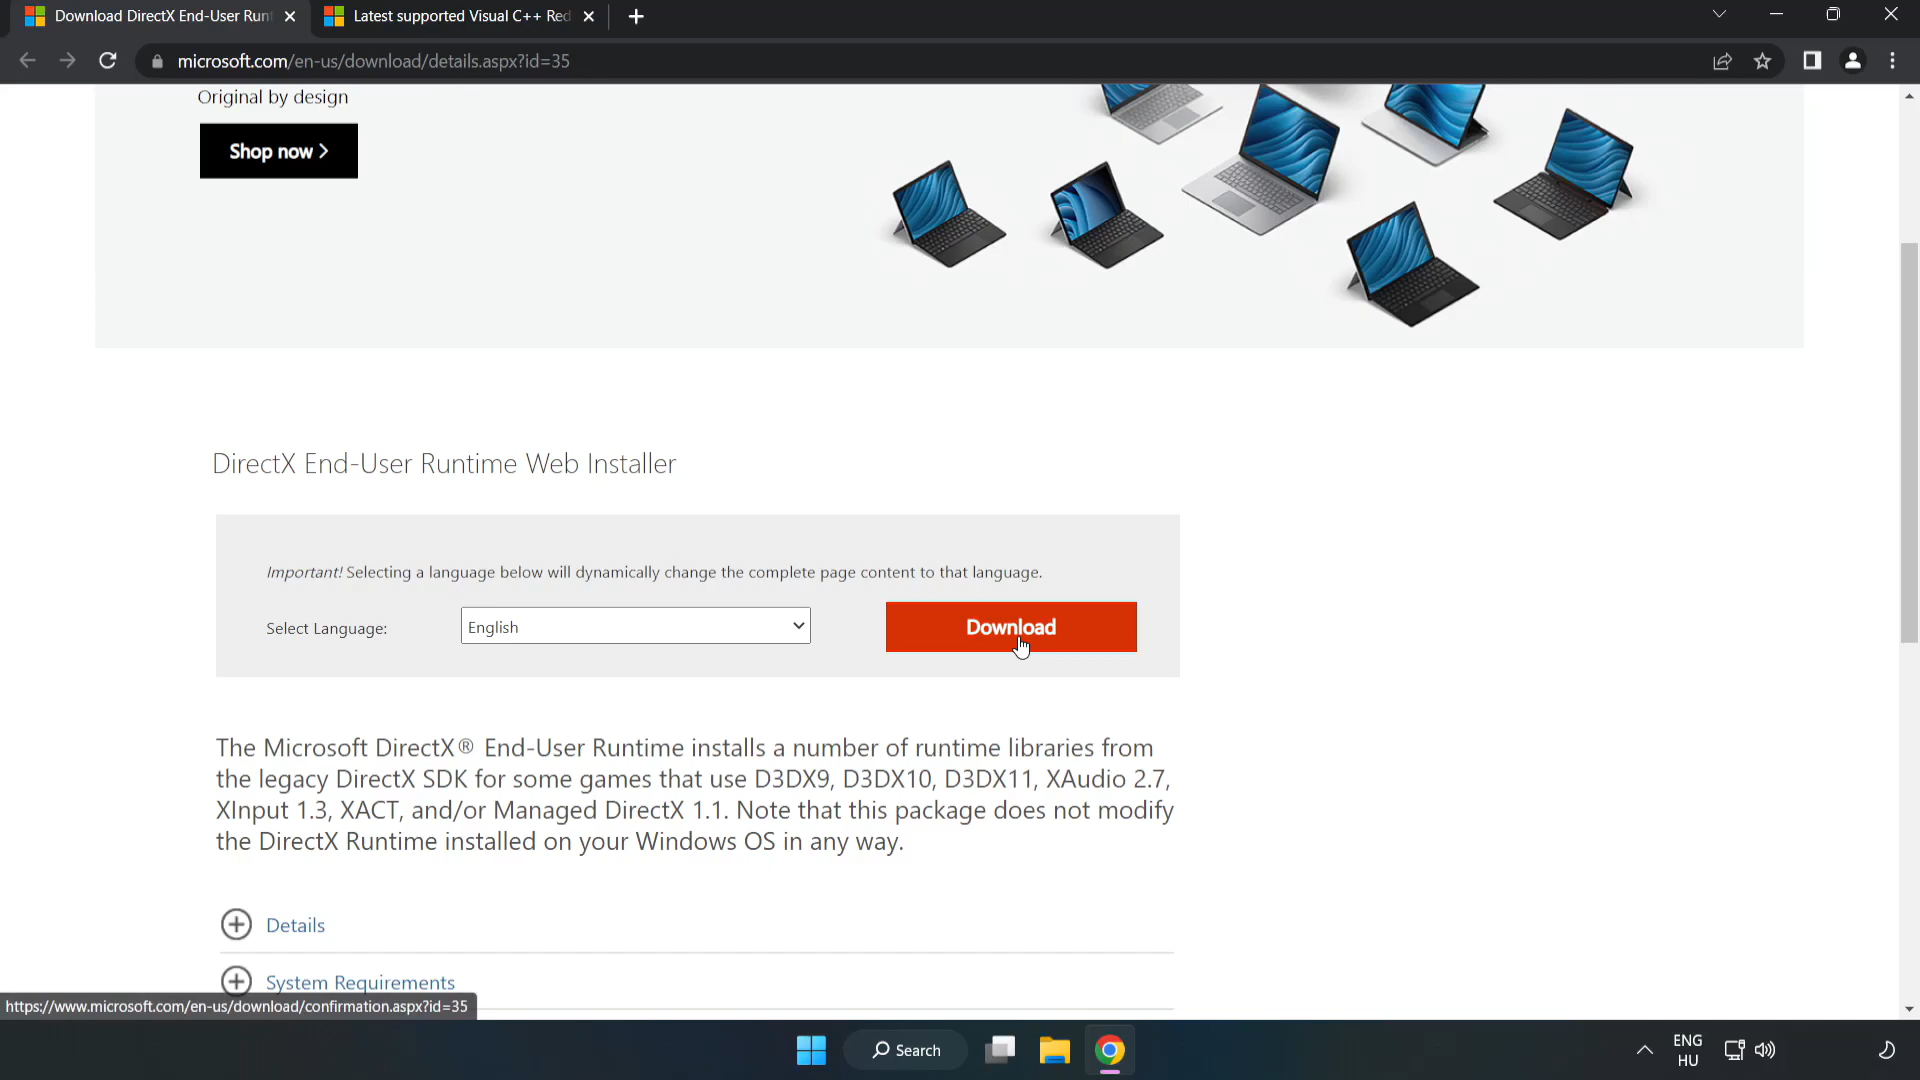 Download DirectX End-User Runt
Latest supported Visual C++ Red
microsoft.com/en-us/download/details.aspx?id=35
Original by design
Shop now >
DirectX End-User Runtime Web Installer
Important! Selecting a language below will dynamically change the complete page content to that language.
Select Language:
English
Download
The Microsoft DirectX® End-User Runtime installs a number of runtime libraries from
the legacy DirectX SDK for some games that use D3DX9, D3DX10, D3DX11, XAudio 2.7,
XInput 1.3, XACT, and/or Managed DirectX 1.1. Note that this package does not modify
the DirectX Runtime installed on your Windows OS in any way.
Details
System Requirements
https://www.microsoft.com/en-us/download/confirmation.aspx?id=35
Search
ENG
HU